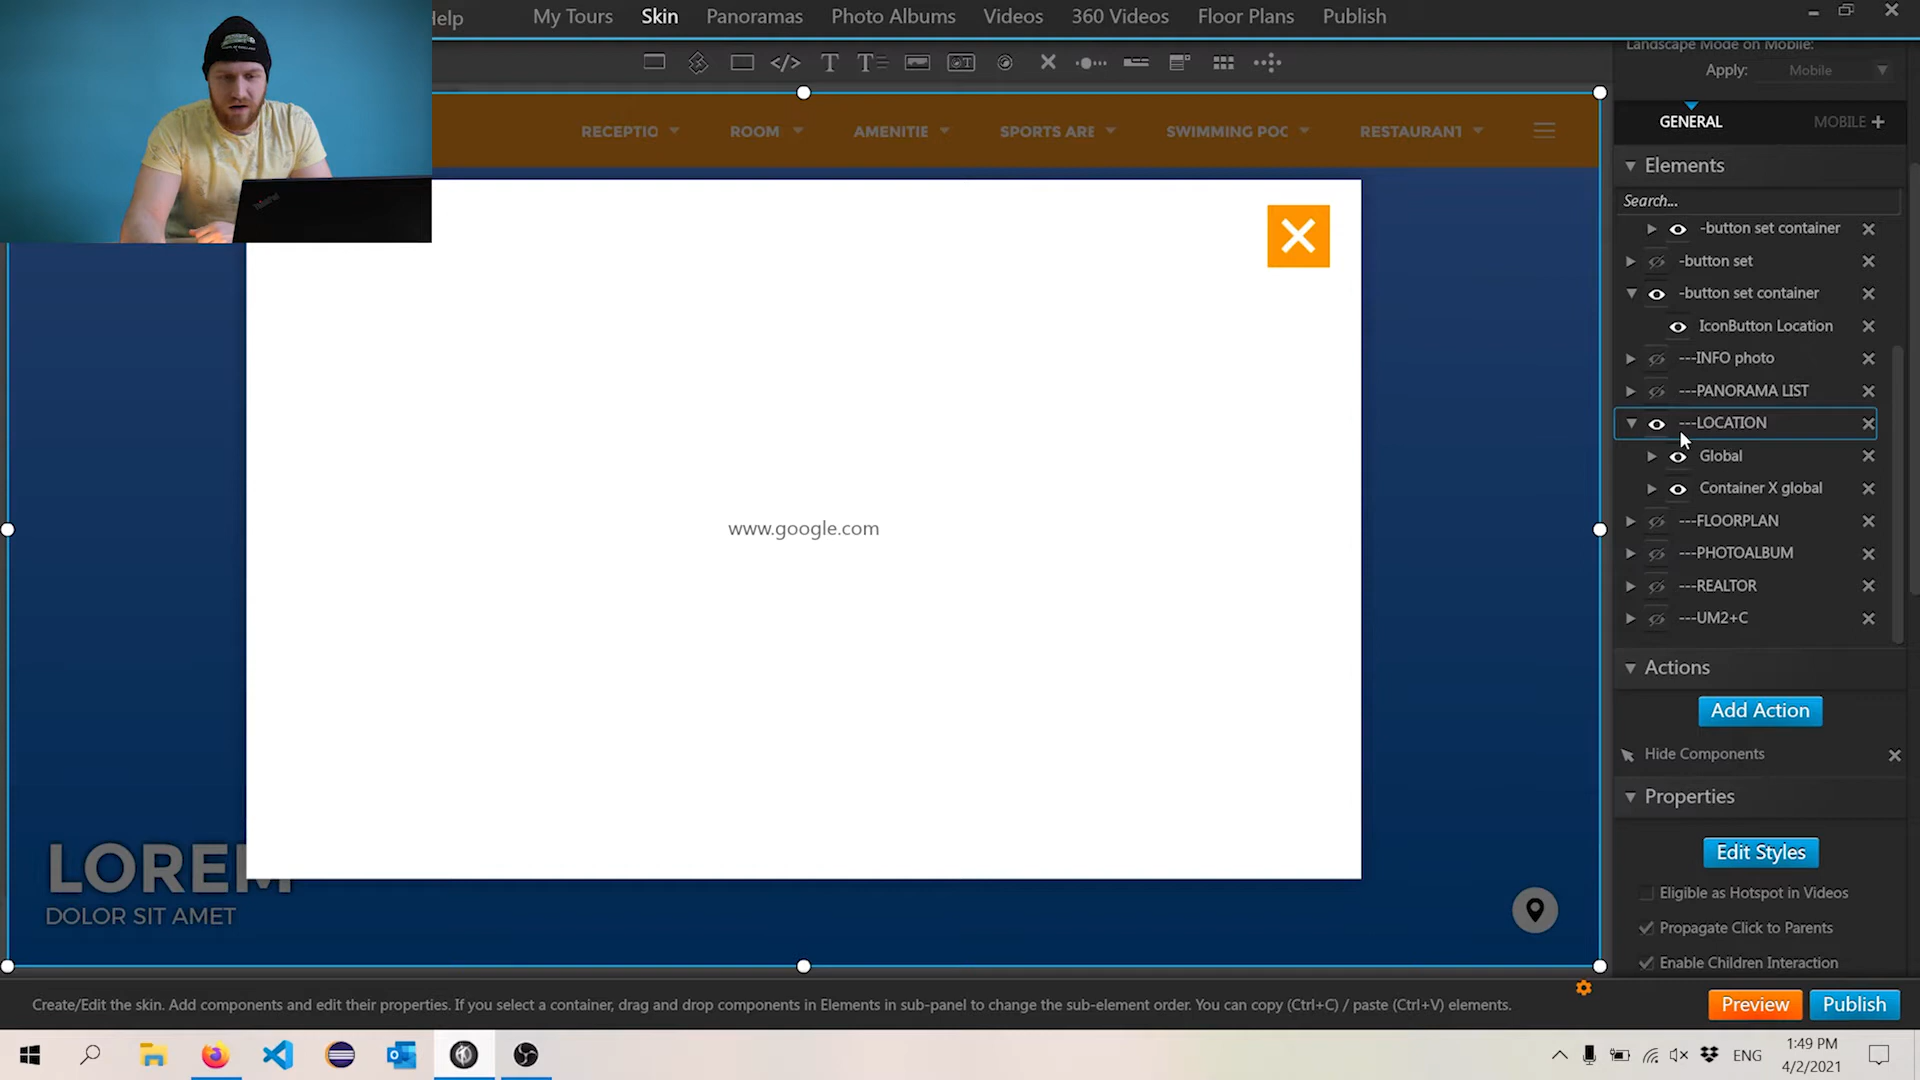 Help
My Tours
Skin
Panoramas
Photo Albums
Videos
360 Videos
Floor Plans
Publish
Landscape Mode on Mobile:
Apply:
Mobile
GENERAL
MOBILE
RECEPTIO
ROOM
AMENITIE
SPORTS ARE
SWIMMING POC
RESTAURANT
Elements
Search...
-button set container
-button set
-button set container
IconButton Location
---INFO photo
---PANORAMA LIST
---LOCATION
Global
Container X global
---FLOORPLAN
---PHOTOALBUM
---REALTOR
---UM2+C
www.google.com
Actions
Add Action
Hide Components
Properties
Edit Styles
Eligible as Hotspot in Videos
Propagate Click to Parents
Enable Children Interaction
LOREM
DOLOR SIT AMET
Create/Edit the skin. Add components and edit their properties. If you select a container, drag and drop components in Elements in sub-panel to change the sub-element order. You can copy (Ctrl+C) / paste (Ctrl+V) elements.
Preview
Publish
ENG
1:49 PM
4/2/2021